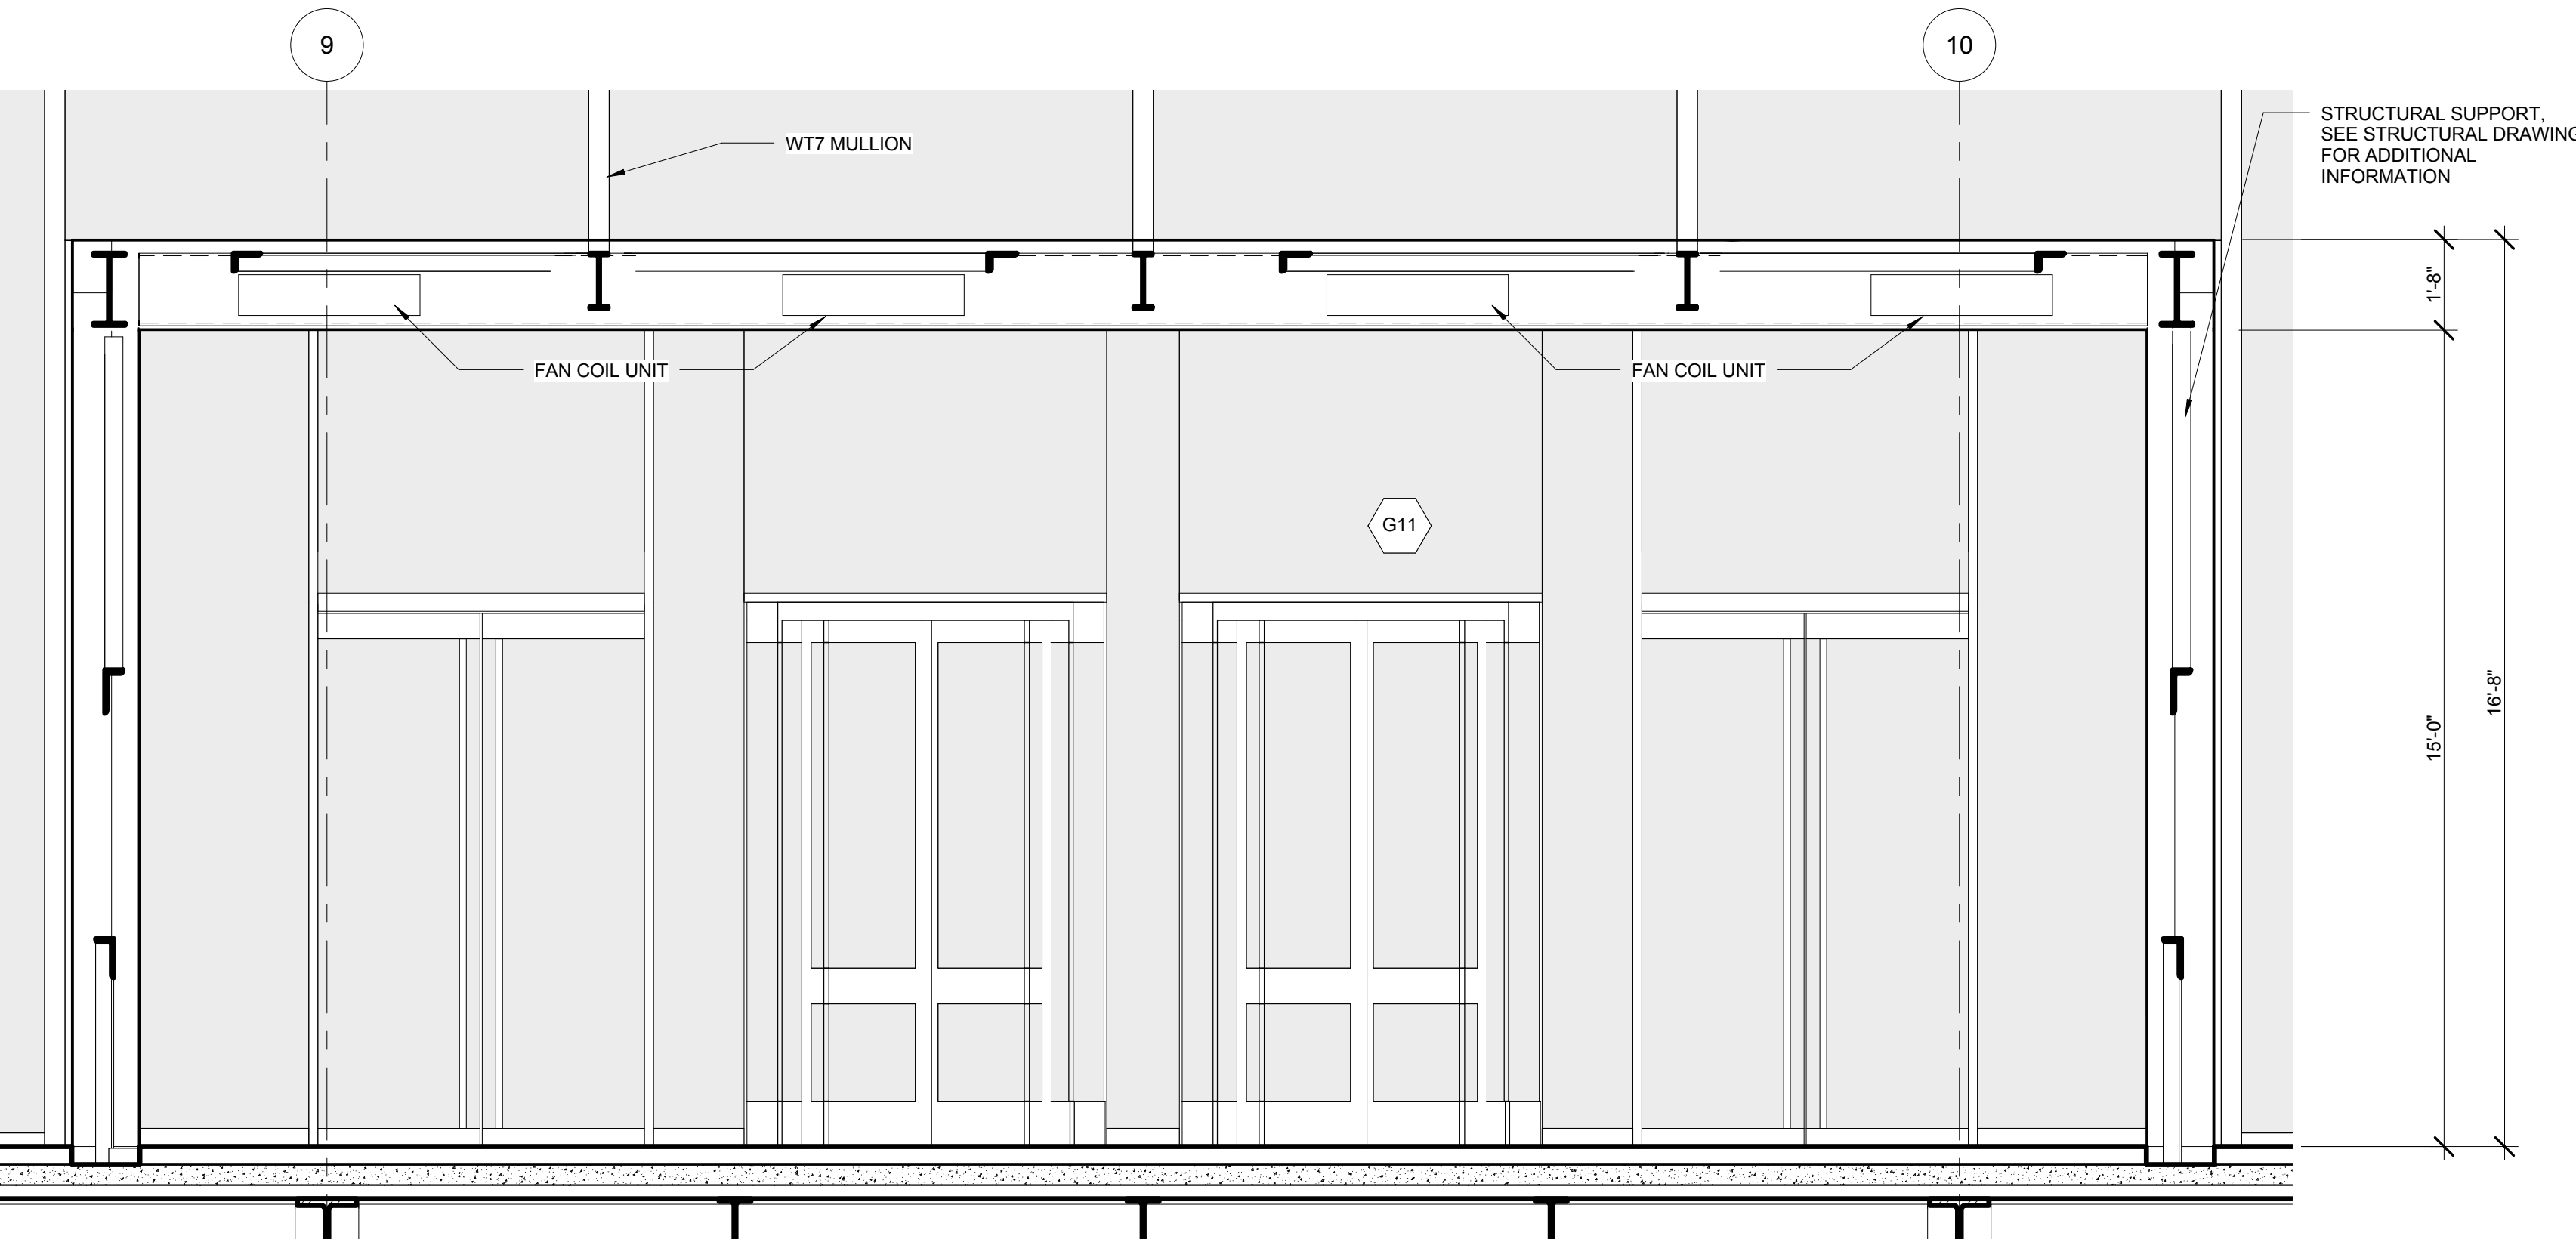 9
10
WT7 MULLION
STRUCTURAL SUPPORT,
SEE STRUCTURAL DRAWING
FOR ADDITIONAL
INFORMATION
1'-8"
FAN COIL UNIT
FAN COIL UNIT
G11
15'-0"
16'-8"